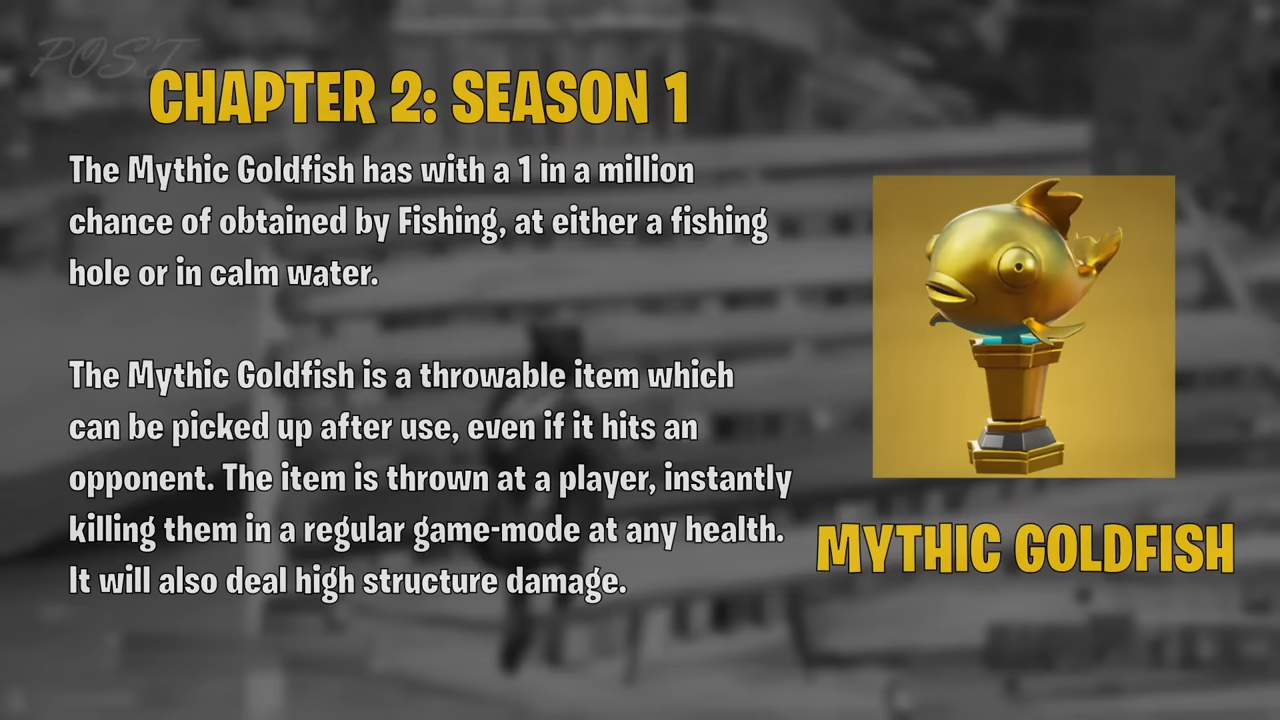 POST
CHAPTER 2: SEASON 1
The Mythic Goldfish has with a 1 in a million
chance of obtained by Fishing, at either a fishing
hole or in calm water.
The Mythic Goldfish is a throwable item which
can be picked up after use, even if it hits an
opponent. The item is thrown at a player, instantly
killing them in a regular game-mode at any health.
It will also deal high structure damage.
MYTHIC GOLDFISH